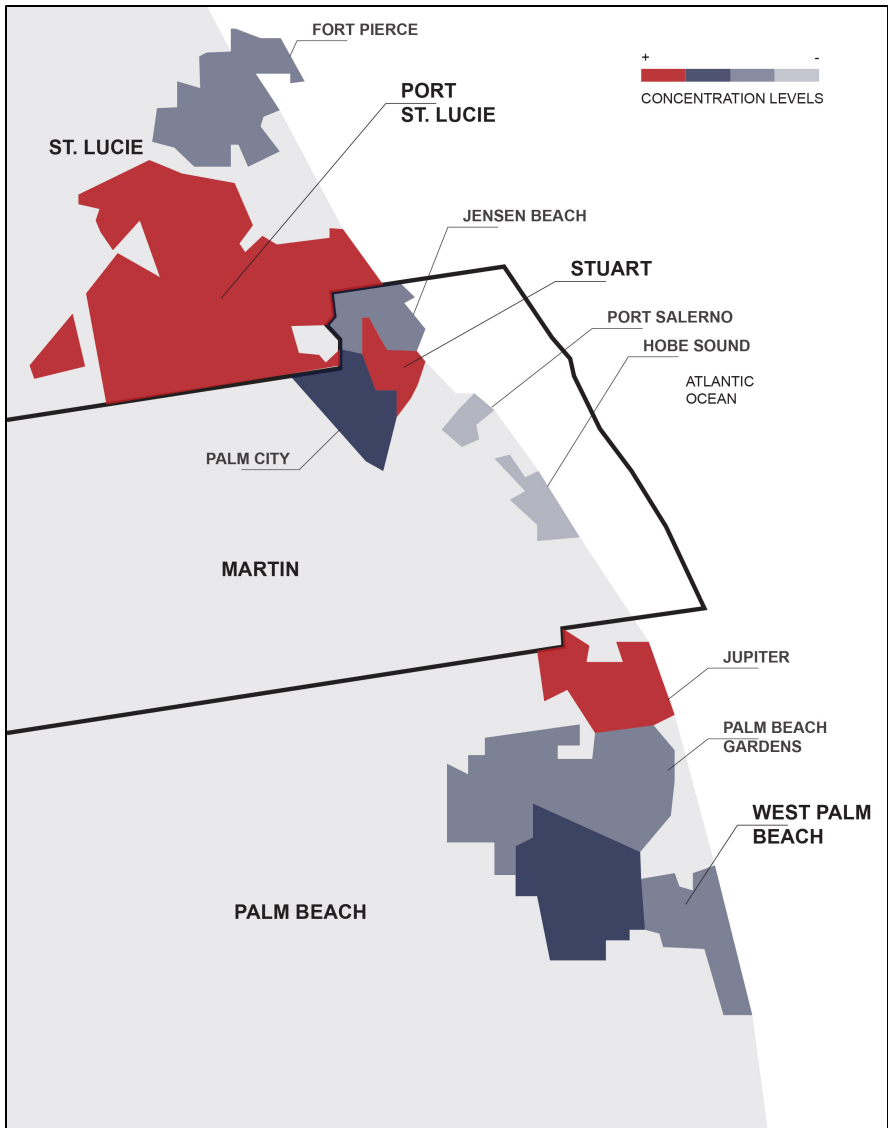 FORT PIERCE
+ -
CONCENTRATION LEVELS
PORT
ST. LUCIE
ST. LUCIE
JENSEN BEACH
STUART
PORT SALERNO
HOBE SOUND
ATLANTIC
OCEAN
PALM CITY
MARTIN
JUPITER
PALM BEACH
GARDENS
WEST PALM
BEACH
PALM BEACH